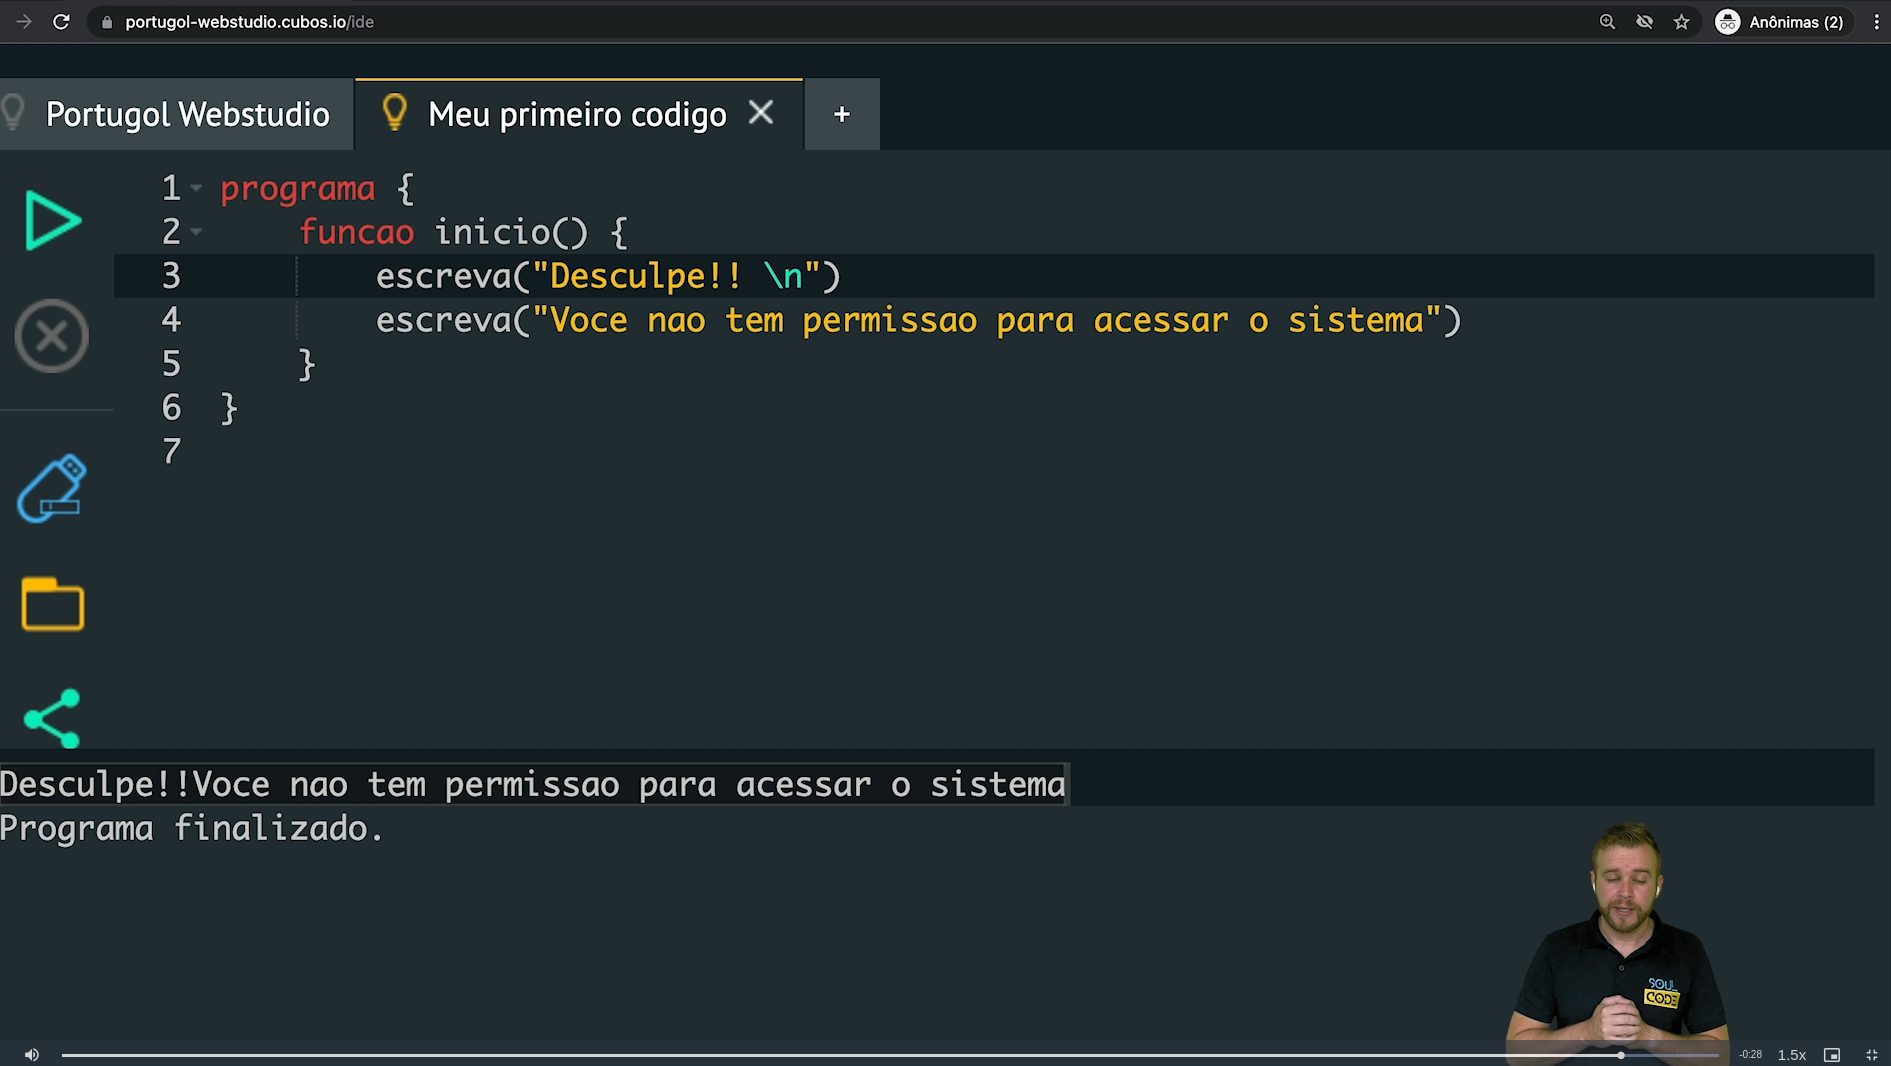 portugol-webstudio.cubos.io/ide
Anônimas (2)
Portugol Webstudio
Meu primeiro codigo
+
1 programa {
2 funcao inicio() {
3 escreva("Desculpe!! \n")
4 escreva("Voce nao tem permissao para acessar o sistema")
5 }
6 }
7
Desculpe!!Voce nao tem permissao para acessar o sistema
Programa finalizado.
SOUL
CODE
-0:28 1.5x